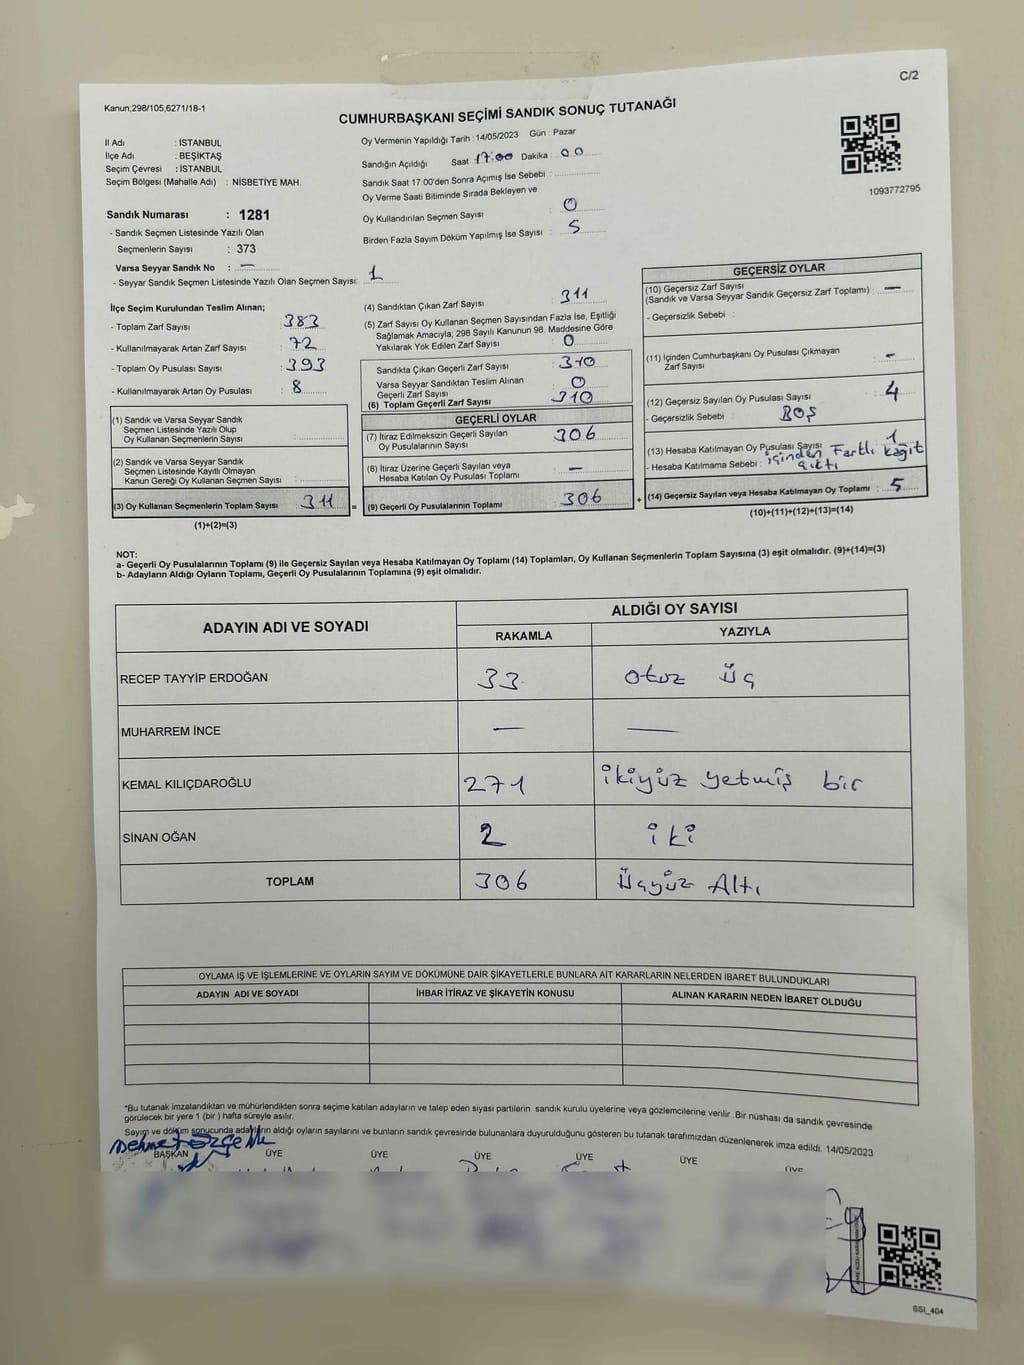 C/2
Kanun;298/105,6271/18-1
CUMHURBAŞKANI SEÇİMİ SANDIK SONUÇ TUTANAĞI
İl Adı : İSTANBUL
İlçe Adı : BEŞİKTAŞ
Seçim Çevresi : İSTANBUL
Seçim Bölgesi (Mahalle Adı) : NİSBETİYE MAH.
Oy Vermenin Yapıldığı Tarih : 14/05/2023 Gün : Pazar
Sandığın Açıldığı Saat : 17:00 Dakika : 00
Sandık Saat 17.00'den Sonra Açımış İse Sebebi :
Oy Verme Saati Bitiminde Sırada Bekleyen ve
Oy Kullandırılan Seçmen Sayısı : 0
Birden Fazla Sayım Döküm Yapılmış İse Sayısı : 5
1093772795
Sandık Numarası : 1281
- Sandık Seçmen Listesinde Yazılı Olan
Seçmenlerin Sayısı : 373
Varsa Seyyar Sandık No : —
- Seyyar Sandık Seçmen Listesinde Yazılı Olan Seçmen Sayısı: 1
İlçe Seçim Kurulundan Teslim Alınan;
- Toplam Zarf Sayısı : 383
- Kullanılmayarak Artan Zarf Sayısı : 72
- Toplam Oy Pusulası Sayısı : 393
- Kullanılmayarak Artan Oy Pusulası : 8
(1) Sandık ve Varsa Seyyar Sandık
Seçmen Listesinde Yazılı Olup
Oy Kullanan Seçmenlerin Sayısı :
(2) Sandık ve Varsa Seyyar Sandık
Seçmen Listesinde Kayıtlı Olmayan
Kanun Gereği Oy Kullanan Seçmen Sayısı :
(3) Oy Kullanan Seçmenlerin Toplam Sayısı : 311 =
(1)+(2)=(3)
(4) Sandıktan Çıkan Zarf Sayısı : 311
(5) Zarf Sayısı Oy Kullanan Seçmen Sayısından Fazla İse, Eşitliği
Sağlamak Amacıyla; 298 Sayılı Kanunun 98. Maddesine Göre
Yakılarak Yok Edilen Zarf Sayısı : 0
Sandıkta Çıkan Geçerli Zarf Sayısı : 310
Varsa Seyyar Sandıktan Teslim Alınan
Geçerli Zarf Sayısı : 0
(6) Toplam Geçerli Zarf Sayısı : 310
GEÇERLİ OYLAR
(7) İtiraz Edilmeksizin Geçerli Sayılan
Oy Pusulasının Sayısı : 306
(8) İtiraz Üzerine Geçerli Sayılan veya
Hesaba Katılan Oy Pusulası Toplamı : —
(9) Geçerli Oy Pusulalarının Toplamı : 306 +
GEÇERSİZ OYLAR
(10) Geçersiz Zarf Sayısı
(Sandık ve Varsa Seyyar Sandık Geçersiz Zarf Toplamı) : —
- Geçersizlik Sebebi :
(11) İçinden Cumhurbaşkanı Oy Pusulası Çıkmayan
Zarf Sayısı : -
(12) Geçersiz Sayılan Oy Pusulası Sayısı : 4
- Geçersizlik Sebebi : BOŞ
(13) Hesaba Katılmayan Oy Pusulası Sayısı : 1
- Hesaba Katılmama Sebebi : içinden Farklı kağıt
çıktı
(14) Geçersiz Sayılan veya Hesaba Katılmayan Oy Toplamı : 5
(10)+(11)+(12)+(13)=(14)
NOT:
a- Geçerli Oy Pusulalarının Toplamı (9) ile Geçersiz Sayılan veya Hesaba Katılmayan Oy Toplamı (14) Toplamları, Oy Kullanan Seçmenlerin Toplam Sayısına (3) eşit olmalıdır. (9)+(14)=(3)
b- Adayların Aldığı Oyların Toplamı, Geçerli Oy Pusulalarının Toplamına (9) eşit olmalıdır.
ADAYIN ADI VE SOYADI
ALDIĞI OY SAYISI
RAKAMLA YAZIYLA
RECEP TAYYİP ERDOĞAN 33 otuz üç
MUHARREM İNCE — —
KEMAL KILIÇDAROĞLU 271 ikiyüz yetmiş bir
SİNAN OĞAN 2 iki
TOPLAM 306 Üçyüz Altı
OYLAMA İŞ VE İŞLEMLERİNE VE OYLARIN SAYIM VE DÖKÜMÜNE DAİR ŞİKAYETLERLE BUNLARA AİT KARARLARIN NELERDEN İBARET BULUNDUKLARI
ADAYIN ADI VE SOYADI İHBAR İTİRAZ VE ŞİKAYETİN KONUSU ALINAN KARARIN NEDEN İBARET OLDUĞU
*Bu tutanak imzalandıktan ve mühürlendikten sonra seçime katılan adayların ve talep eden siyasi partilerin sandık kurulu üyelerine veya gözlemcilerine verilir. Bir nüshası da sandık çevresinde
görülecek bir yere 1 (bir) hafta süreyle asılır.
Sayım ve döküm sonucunda adayların aldığı oyların sayılarını ve bunların sandık çevresinde bulunanlara duyurulduğunu gösteren bu tutanak tarafımızdan düzenlenerek imza edildi. 14/05/2023
BAŞKAN ÜYE ÜYE ÜYE ÜYE ÜYE ÜYE
SSI_404